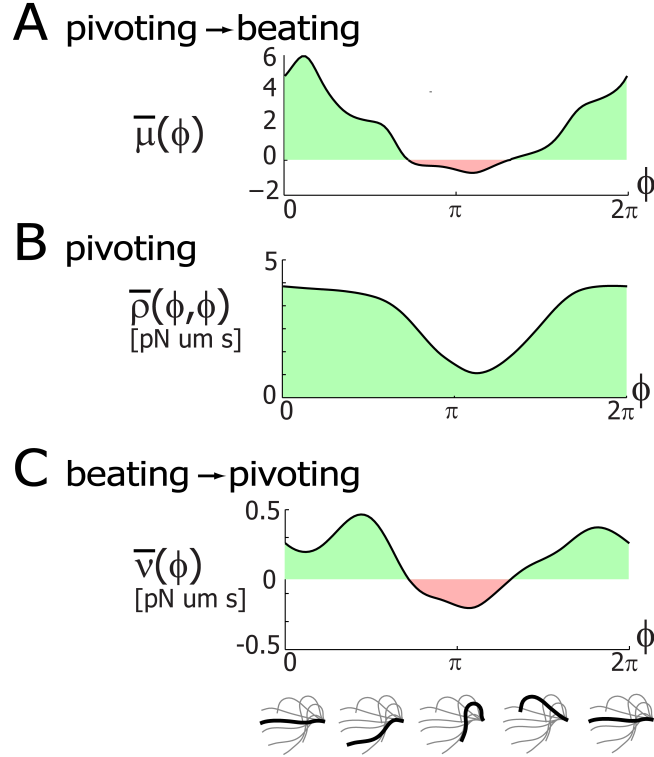 A pivoting → beating
6
4
2
0
−2
μ̅(ϕ)
0 π 2π
ϕ
B pivoting
5
0
ρ̅(ϕ,ϕ)
[pN um s]
0 π 2π
ϕ
C beating → pivoting
0.5
0
-0.5
ν̅(ϕ)
[pN um s]
0 π 2π
ϕ